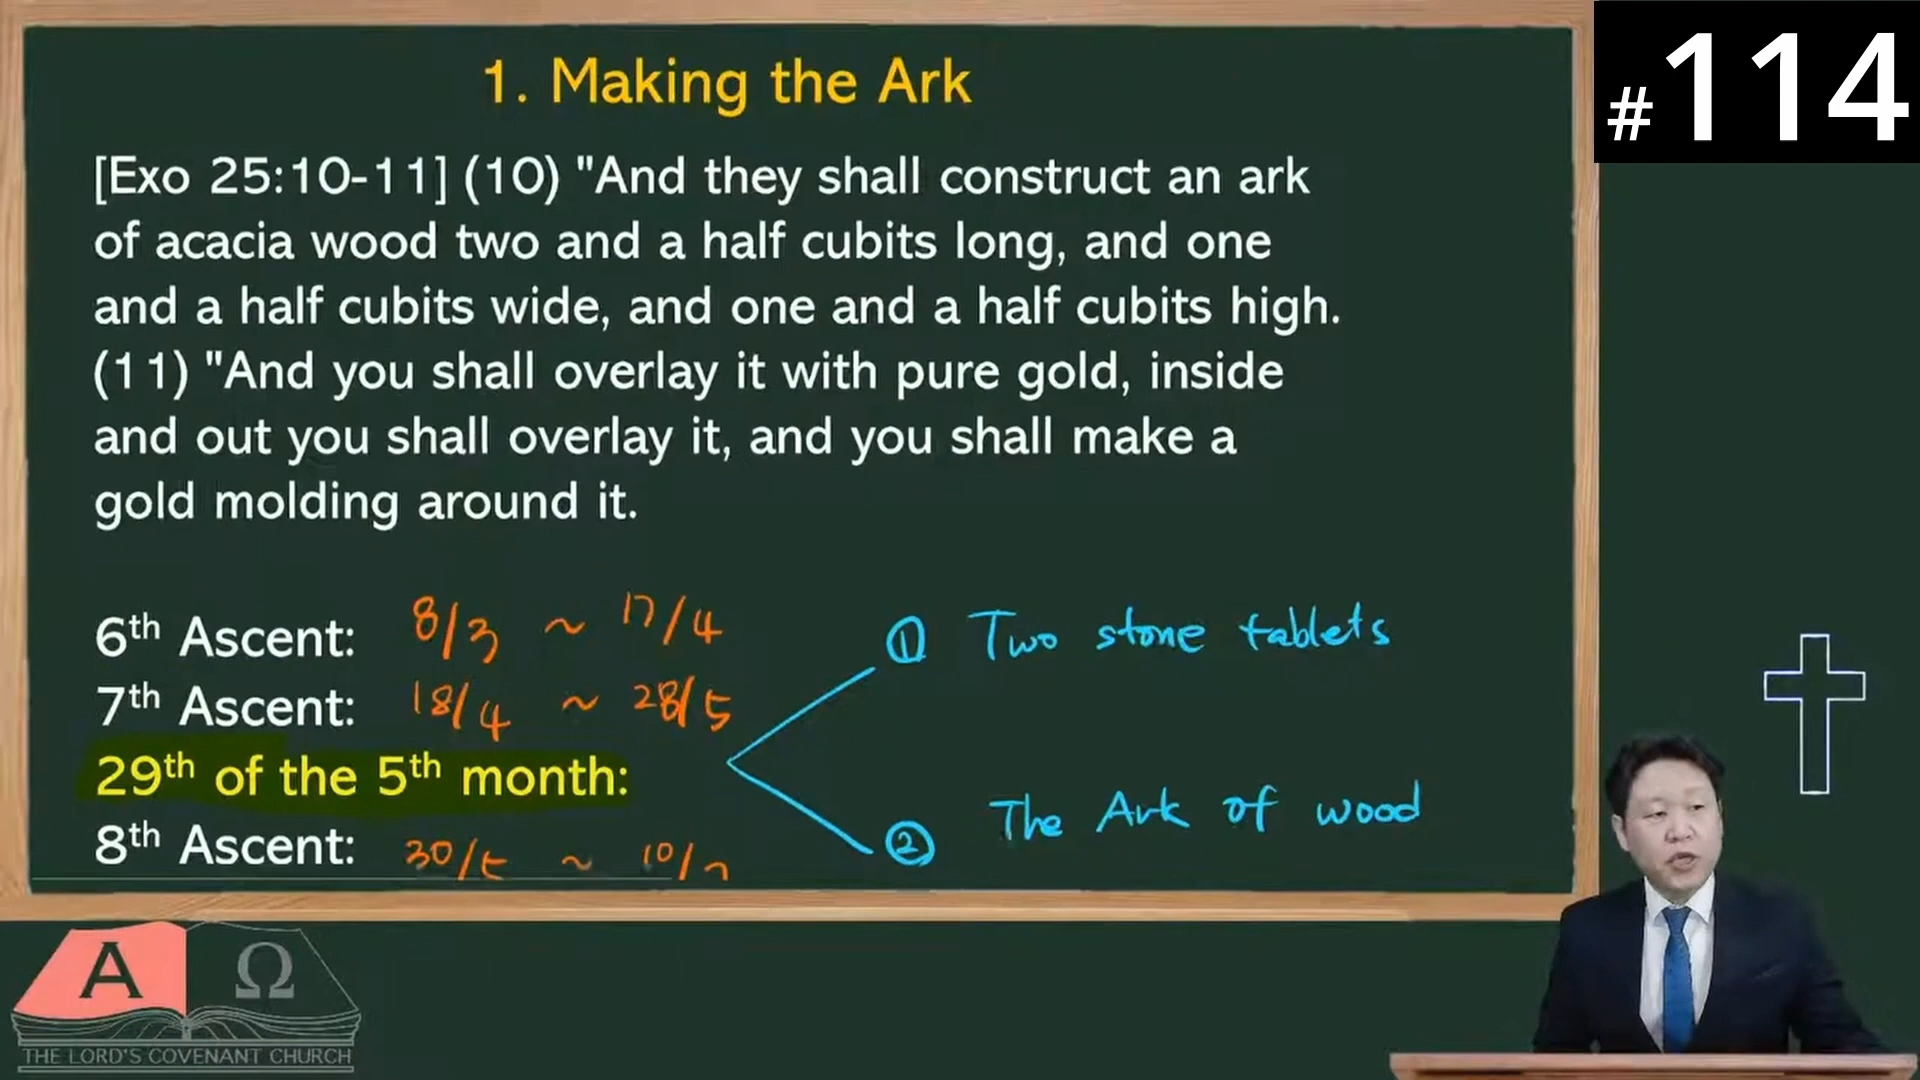 #114
1. Making the Ark
[Exo 25:10-11] (10) "And they shall construct an ark
of acacia wood two and a half cubits long, and one
and a half cubits wide, and one and a half cubits high.
(11) "And you shall overlay it with pure gold, inside
and out you shall overlay it, and you shall make a
gold molding around it.
6th Ascent: 8/3 ~ 17/4
7th Ascent: 18/4 ~ 28/5
29th of the 5th month:
8th Ascent: 30/5 ~
① Two stone tablets
② The Ark of wood
A Ω
THE LORD'S COVENANT CHURCH